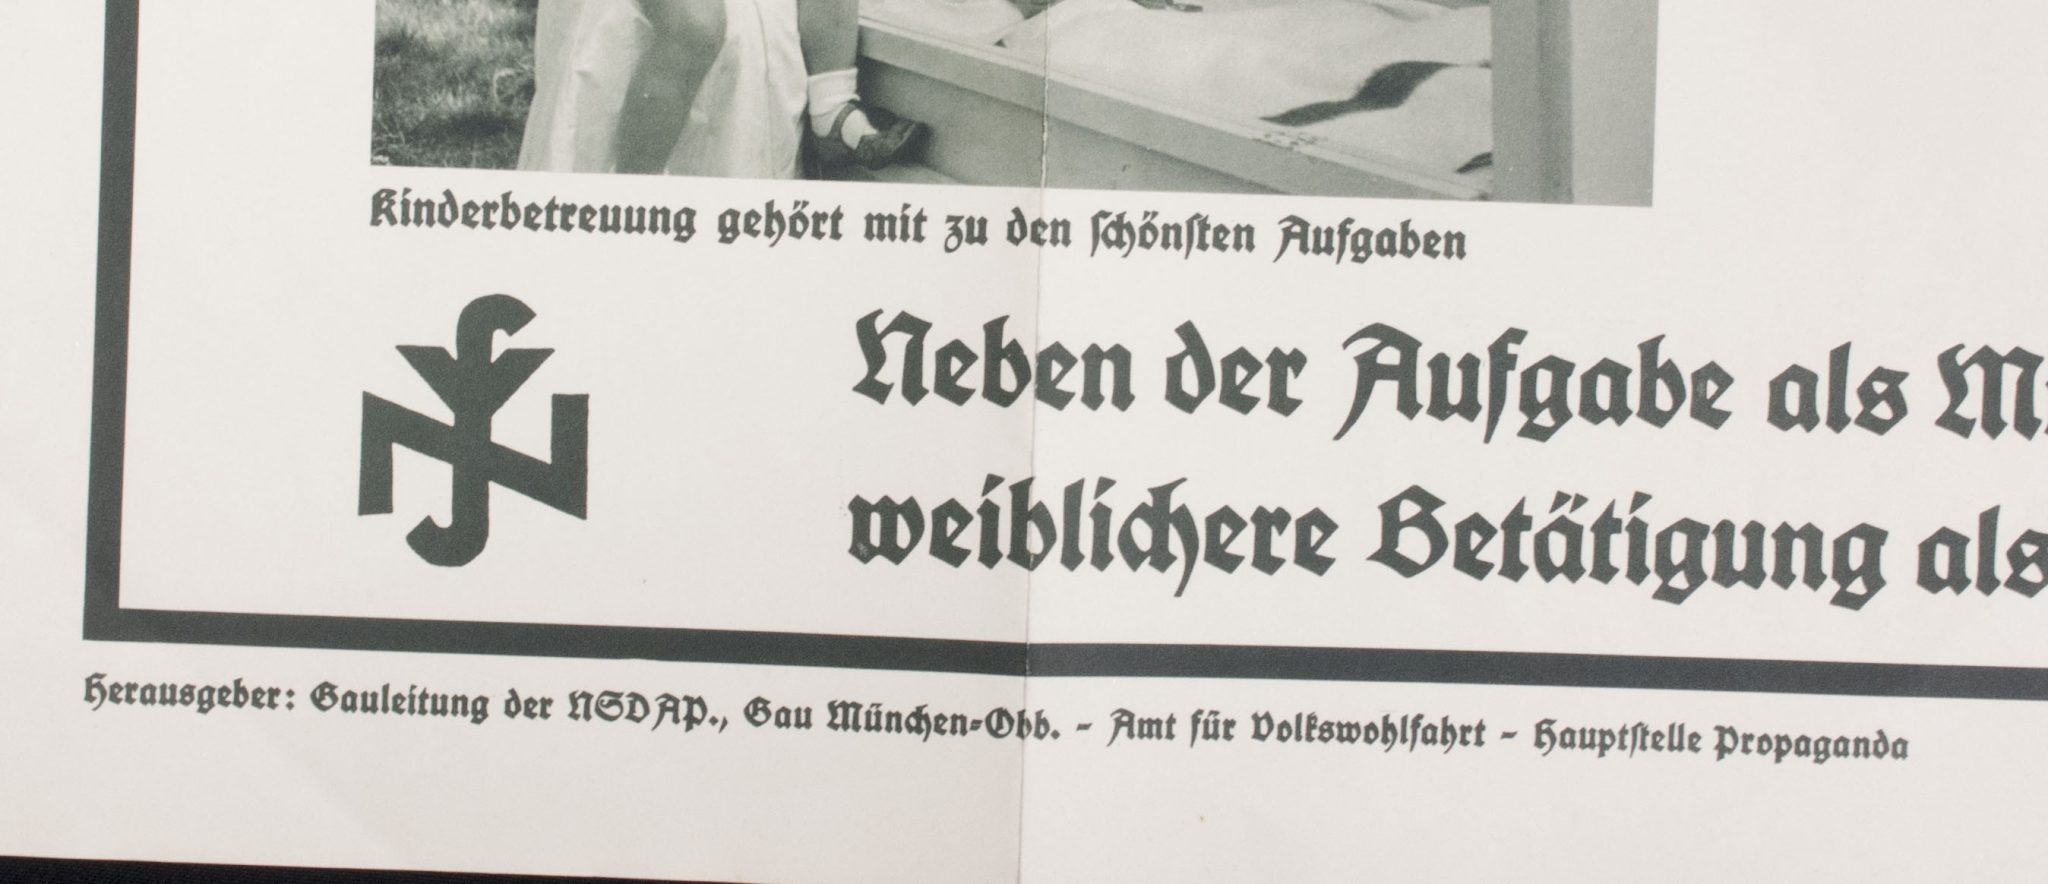 Kinderbetreuung gehört mit zu den schönsten Aufgaben
NSV
Neben der Aufgabe als
weiblichere Betätigung als
Herausgeber: Gauleitung der NSDAP., Gau München-Obb. - Amt für Volkswohlfahrt - Hauptstelle Propaganda